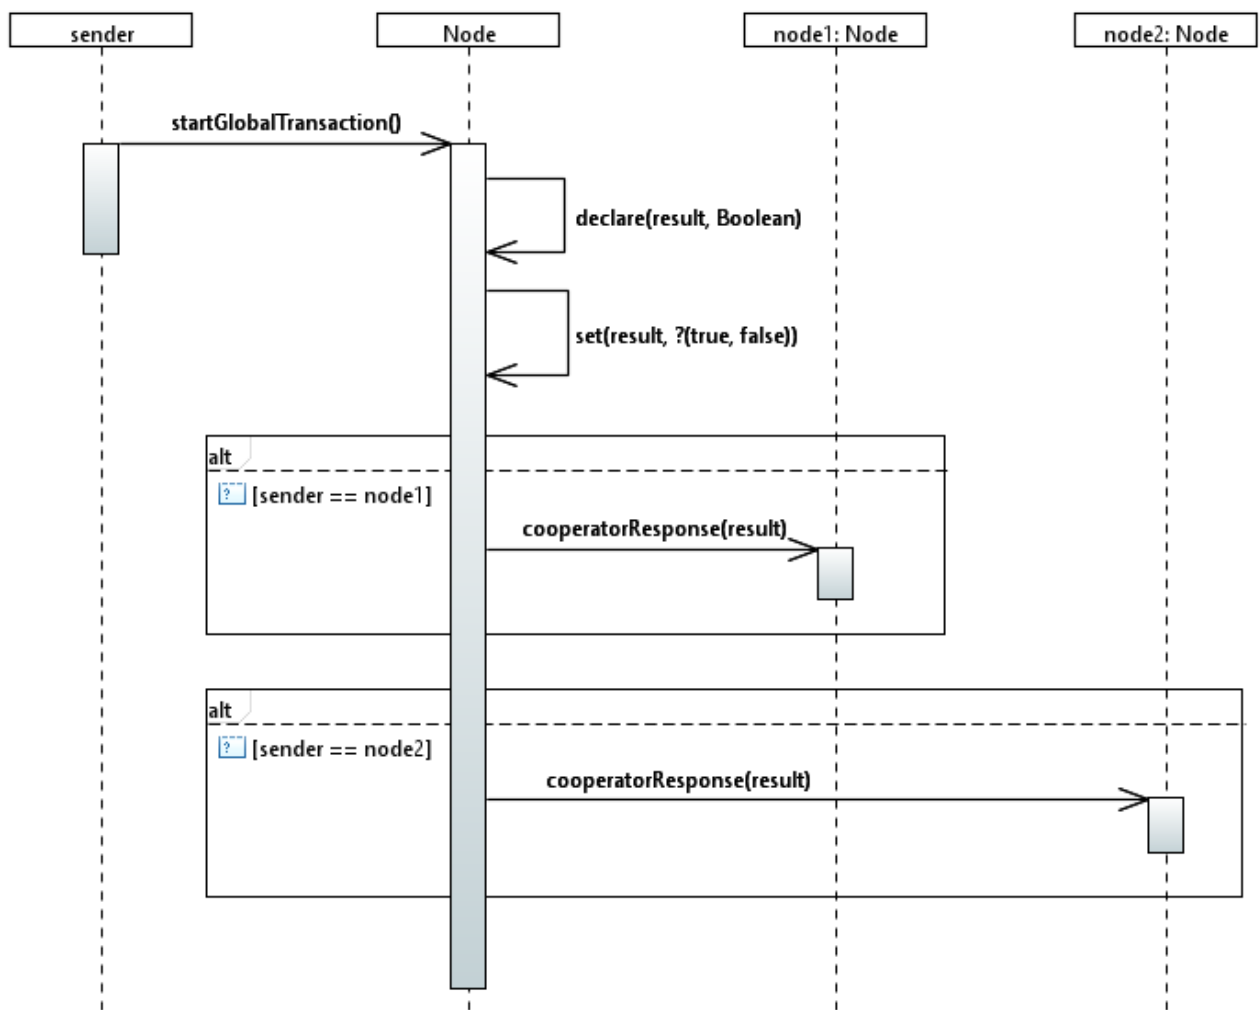 sender
Node
node1: Node
node2: Node
startGlobalTransaction()
declare(result, Boolean)
set(result, ?(true, false))
alt
? [sender == node1]
cooperatorResponse(result)
alt
? [sender == node2]
cooperatorResponse(result)